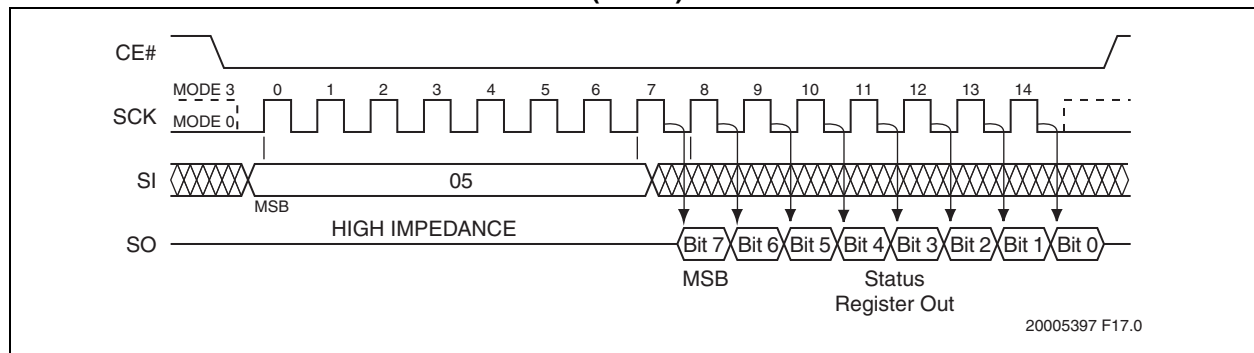 CE#
MODE 3 0 1 2 3 4 5 6 7 8 9 10 11 12 13 14
SCK
MODE 0
SI 05
MSB
HIGH IMPEDANCE
SO Bit 7 Bit 6 Bit 5 Bit 4 Bit 3 Bit 2 Bit 1 Bit 0
MSB Status
Register Out
20005397 F17.0